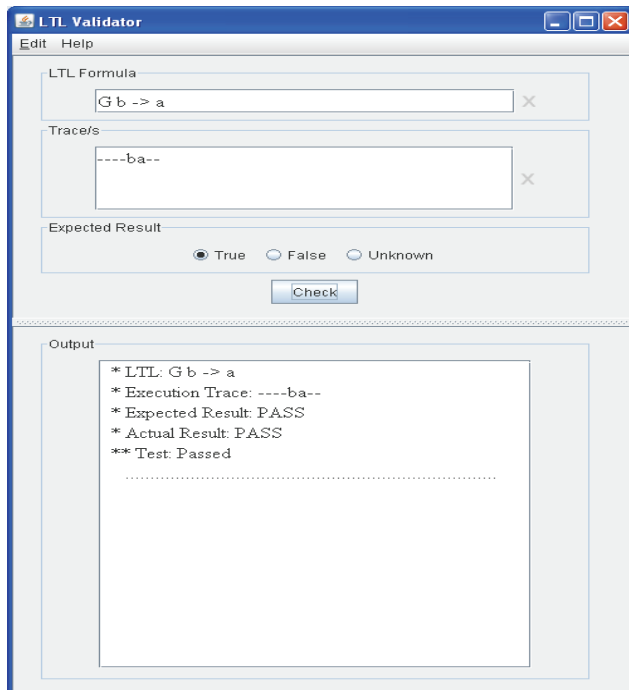 LTL Validator
Edit Help
LTL Formula
G b -> a
Trace/s
----ba--
Expected Result
True False Unknown
Check
Output
* LTL: G b -> a
* Execution Trace: ----ba--
* Expected Result: PASS
* Actual Result: PASS
** Test: Passed
..........................................................................